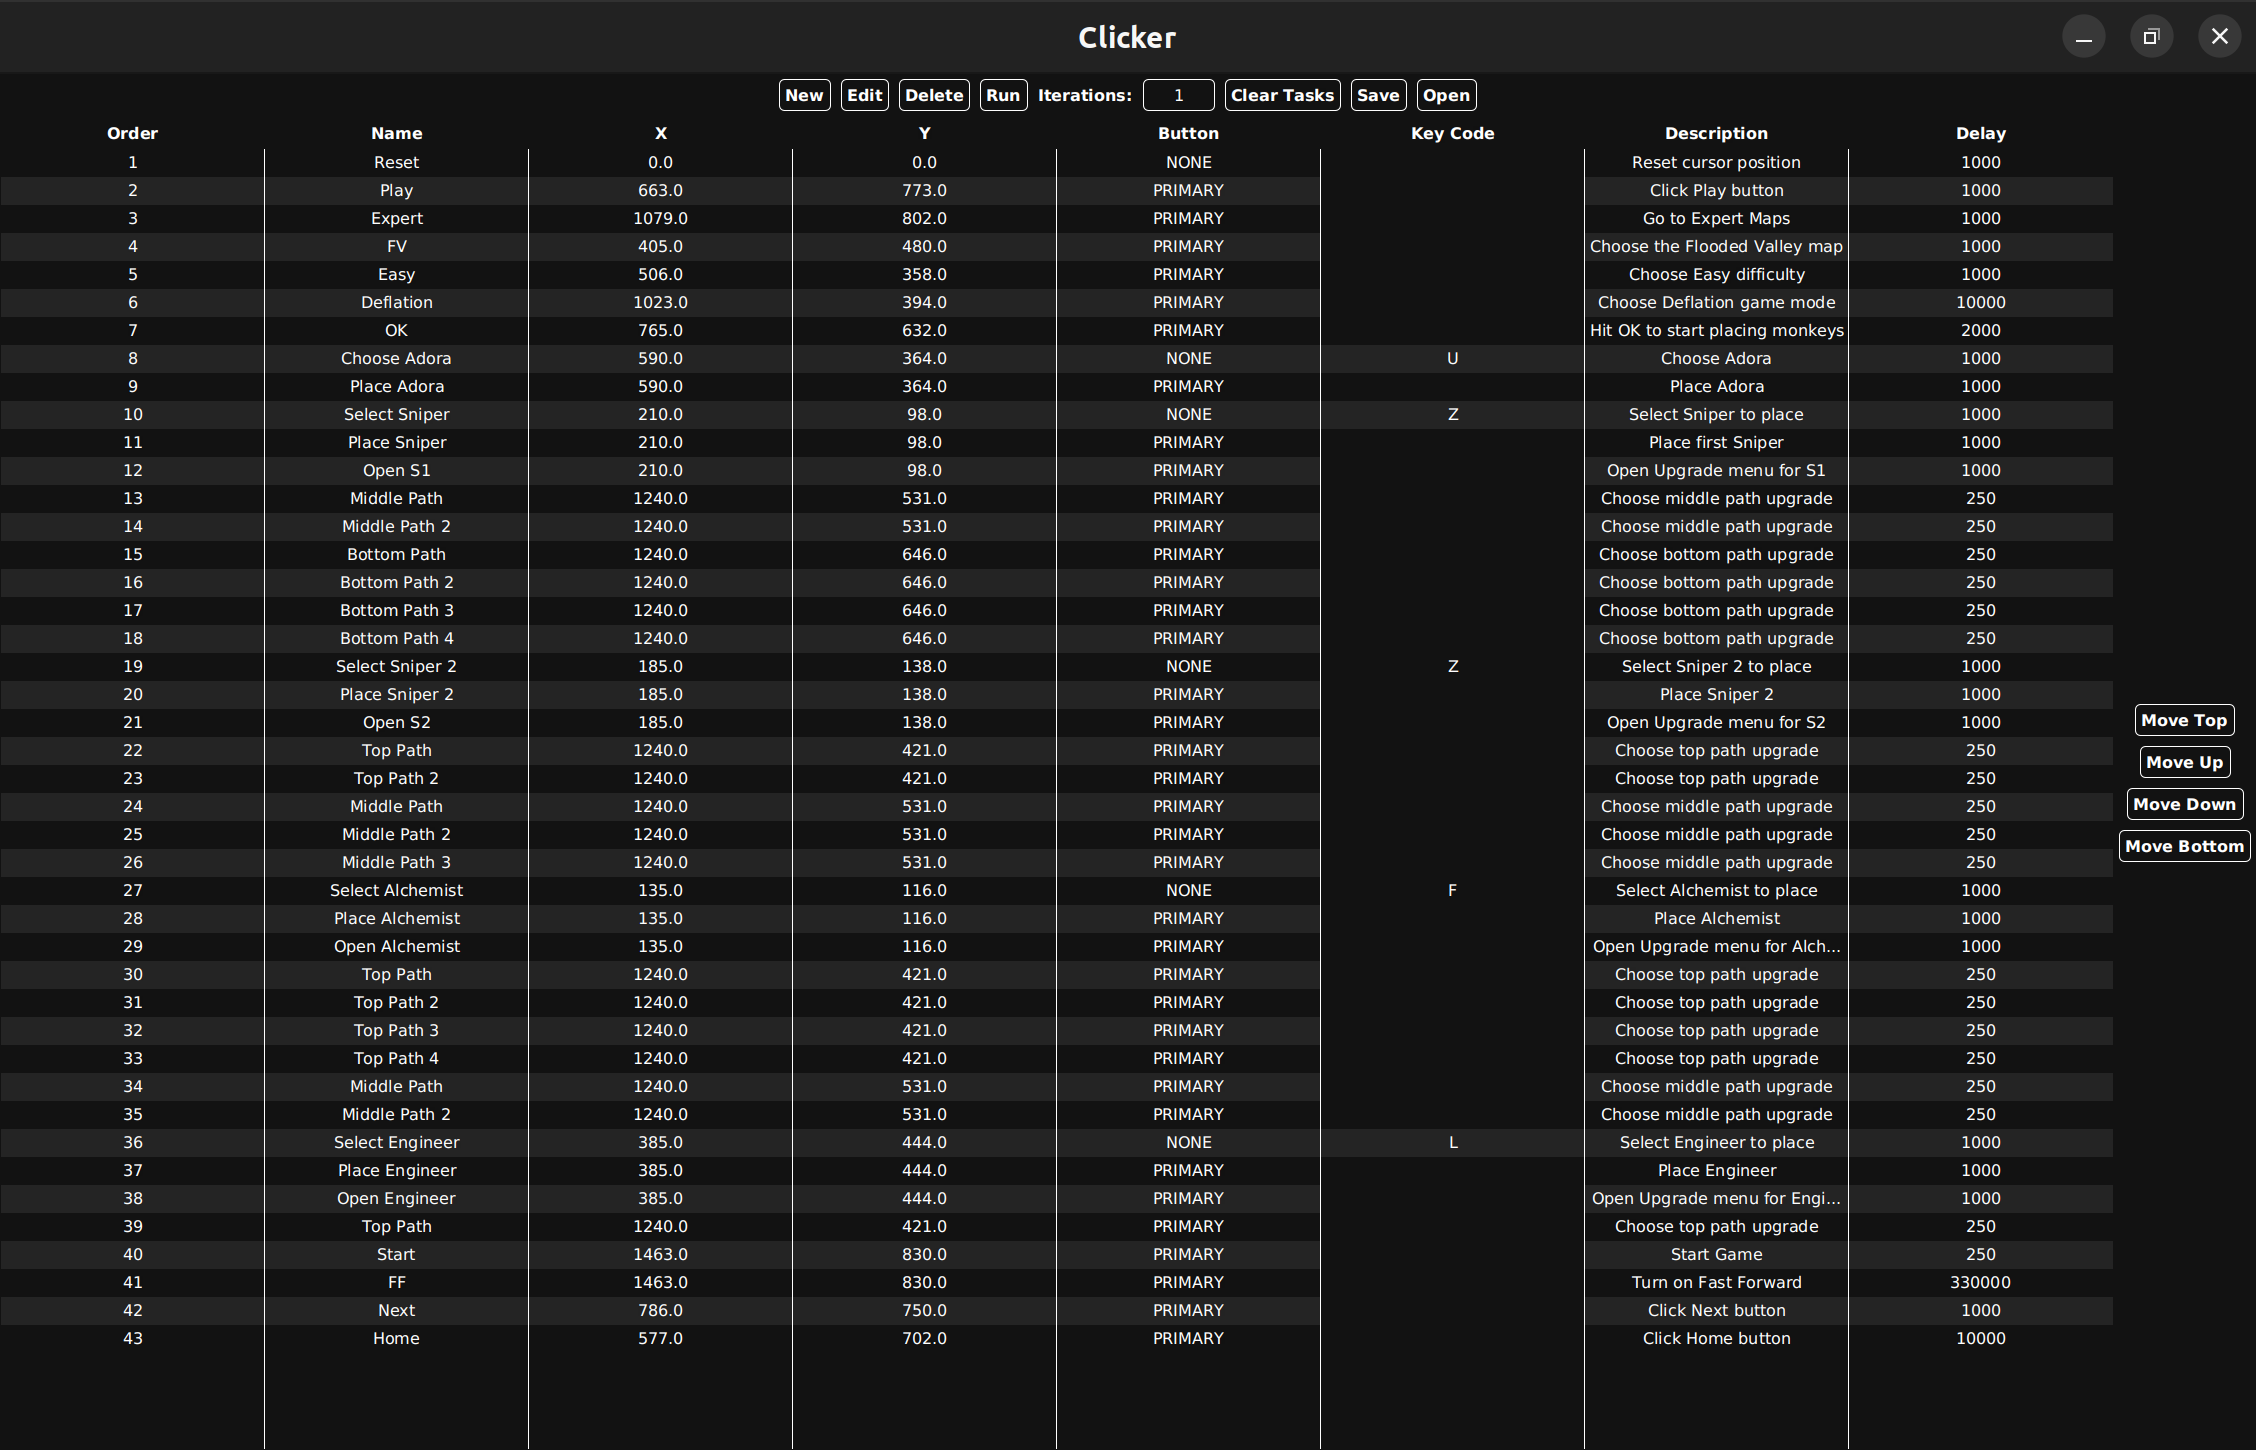 Clicker
New Edit Delete Run Iterations: 1 Clear Tasks Save Open
Order Name X Y Button Key Code Description Delay
1 Reset 0.0 0.0 NONE Reset cursor position 1000
2 Play 663.0 773.0 PRIMARY Click Play button 1000
3 Expert 1079.0 802.0 PRIMARY Go to Expert Maps 1000
4 FV 405.0 480.0 PRIMARY Choose the Flooded Valley map 1000
5 Easy 506.0 358.0 PRIMARY Choose Easy difficulty 1000
6 Deflation 1023.0 394.0 PRIMARY Choose Deflation game mode 10000
7 OK 765.0 632.0 PRIMARY Hit OK to start placing monkeys 2000
8 Choose Adora 590.0 364.0 NONE U Choose Adora 1000
9 Place Adora 590.0 364.0 PRIMARY Place Adora 1000
10 Select Sniper 210.0 98.0 NONE Z Select Sniper to place 1000
11 Place Sniper 210.0 98.0 PRIMARY Place first Sniper 1000
12 Open S1 210.0 98.0 PRIMARY Open Upgrade menu for S1 1000
13 Middle Path 1240.0 531.0 PRIMARY Choose middle path upgrade 250
14 Middle Path 2 1240.0 531.0 PRIMARY Choose middle path upgrade 250
15 Bottom Path 1240.0 646.0 PRIMARY Choose bottom path upgrade 250
16 Bottom Path 2 1240.0 646.0 PRIMARY Choose bottom path upgrade 250
17 Bottom Path 3 1240.0 646.0 PRIMARY Choose bottom path upgrade 250
18 Bottom Path 4 1240.0 646.0 PRIMARY Choose bottom path upgrade 250
19 Select Sniper 2 185.0 138.0 NONE Z Select Sniper 2 to place 1000
20 Place Sniper 2 185.0 138.0 PRIMARY Place Sniper 2 1000
21 Open S2 185.0 138.0 PRIMARY Open Upgrade menu for S2 1000
22 Top Path 1240.0 421.0 PRIMARY Choose top path upgrade 250
23 Top Path 2 1240.0 421.0 PRIMARY Choose top path upgrade 250
24 Middle Path 1240.0 531.0 PRIMARY Choose middle path upgrade 250
25 Middle Path 2 1240.0 531.0 PRIMARY Choose middle path upgrade 250
26 Middle Path 3 1240.0 531.0 PRIMARY Choose middle path upgrade 250
27 Select Alchemist 135.0 116.0 NONE F Select Alchemist to place 1000
28 Place Alchemist 135.0 116.0 PRIMARY Place Alchemist 1000
29 Open Alchemist 135.0 116.0 PRIMARY Open Upgrade menu for Alch... 1000
30 Top Path 1240.0 421.0 PRIMARY Choose top path upgrade 250
31 Top Path 2 1240.0 421.0 PRIMARY Choose top path upgrade 250
32 Top Path 3 1240.0 421.0 PRIMARY Choose top path upgrade 250
33 Top Path 4 1240.0 421.0 PRIMARY Choose top path upgrade 250
34 Middle Path 1240.0 531.0 PRIMARY Choose middle path upgrade 250
35 Middle Path 2 1240.0 531.0 PRIMARY Choose middle path upgrade 250
36 Select Engineer 385.0 444.0 NONE L Select Engineer to place 1000
37 Place Engineer 385.0 444.0 PRIMARY Place Engineer 1000
38 Open Engineer 385.0 444.0 PRIMARY Open Upgrade menu for Engi... 1000
39 Top Path 1240.0 421.0 PRIMARY Choose top path upgrade 250
40 Start 1463.0 830.0 PRIMARY Start Game 250
41 FF 1463.0 830.0 PRIMARY Turn on Fast Forward 330000
42 Next 786.0 750.0 PRIMARY Click Next button 1000
43 Home 577.0 702.0 PRIMARY Click Home button 10000
Move Top
Move Up
Move Down
Move Bottom